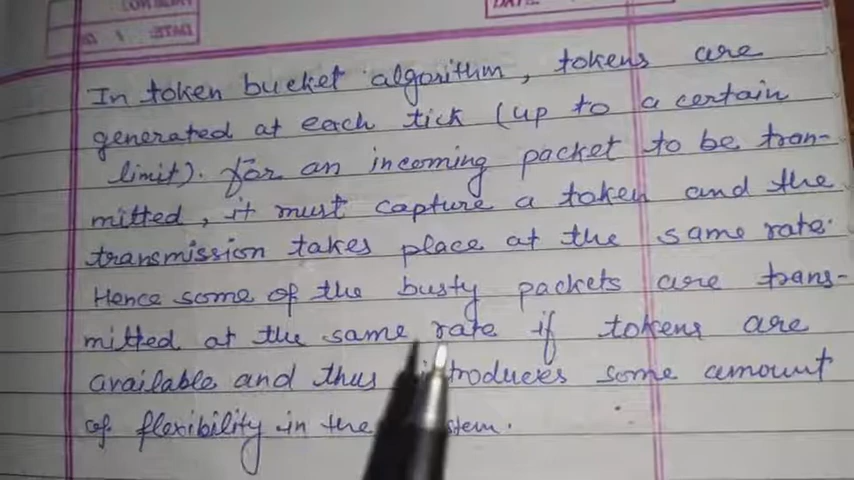 In token bucket algorithm, tokens are
generated at each tick (up to a certain
limit). For an incoming packet to be tran-
mitted, it must capture a token and the
transmission takes place at the same rate.
Hence some of the busty packets are trans-
mitted at the same rate if tokens are
available and thus introduces some amount
of flexibility in the stem.